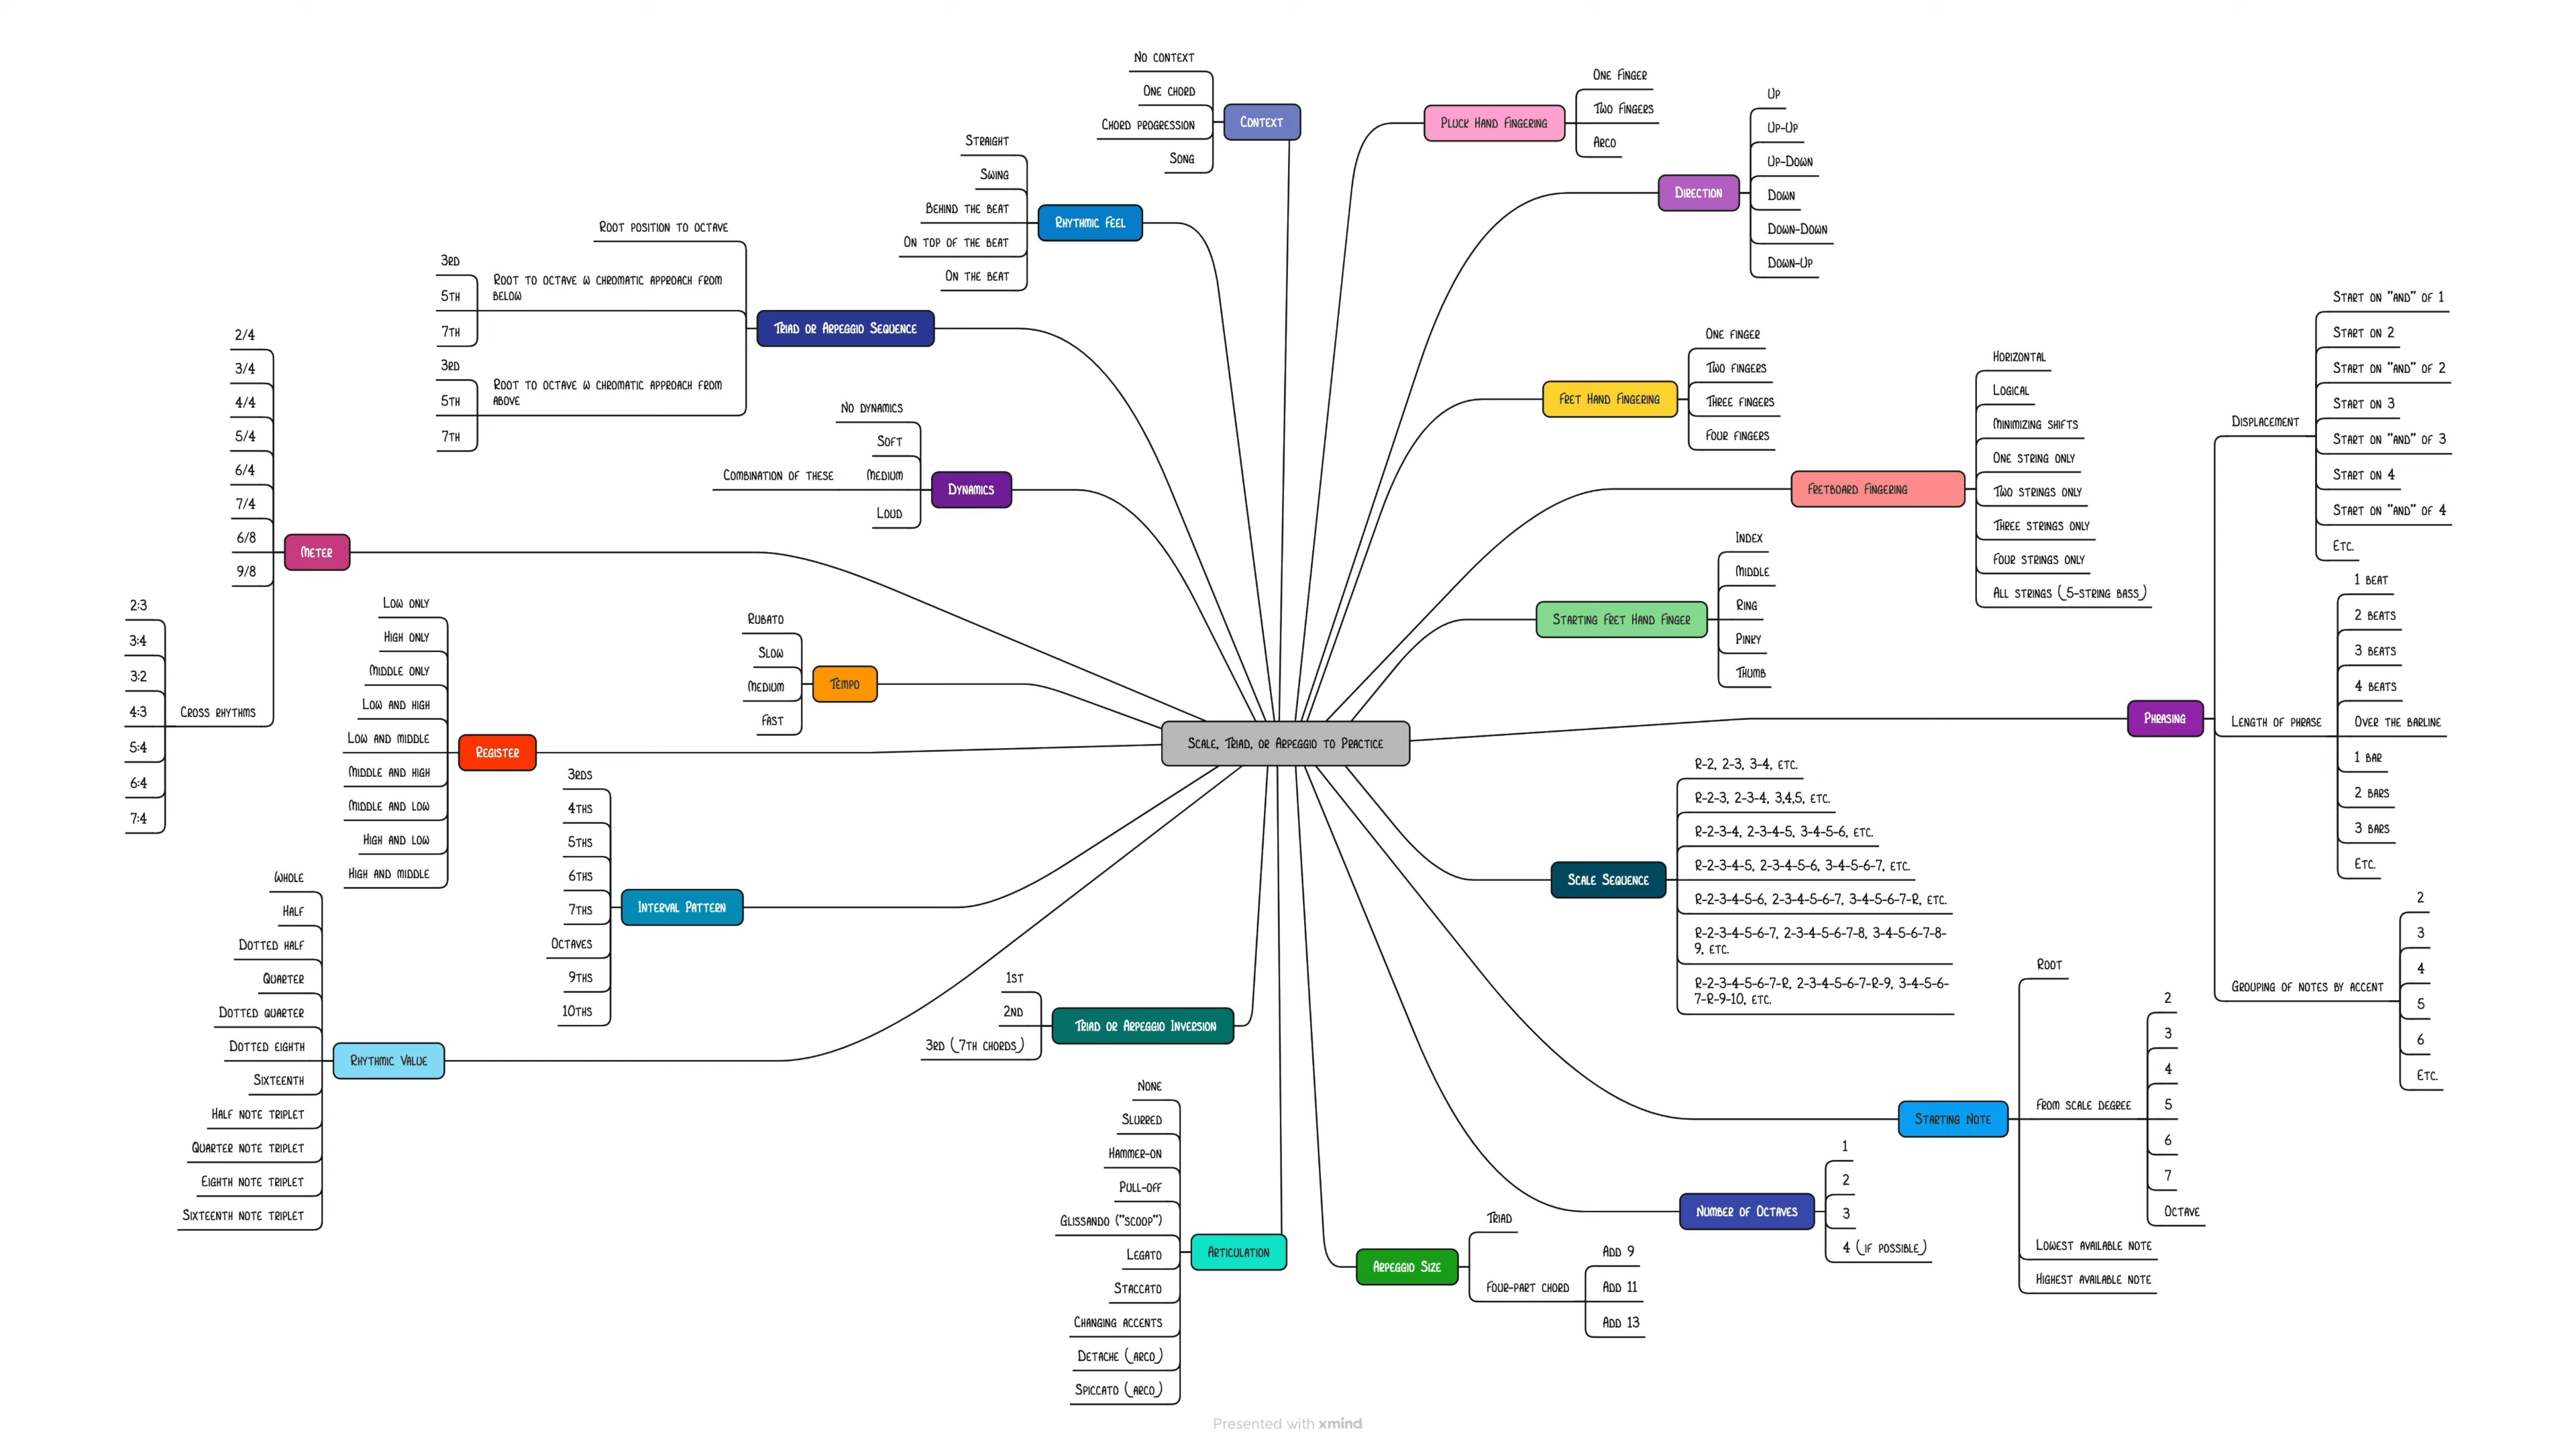 Scale, Triad, or Arpeggio to Practice
Context
No context
One chord
Chord progression
Song
Rhythmic Feel
Straight
Swing
Behind the beat
On top of the beat
On the beat
Triad or Arpeggio Sequence
Root position to octave
Root to octave w chromatic approach from
below
3rd
5th
7th
Root to octave w chromatic approach from
above
3rd
5th
7th
Dynamics
No dynamics
Soft
Medium
Combination of these
Loud
Meter
2/4
3/4
4/4
5/4
6/4
7/4
6/8
9/8
Cross rhythms
2:3
3:4
3:2
4:3
5:4
6:4
7:4
Tempo
Rubato
Slow
Medium
Fast
Register
Low only
High only
Middle only
Low and high
Low and middle
Middle and high
Middle and low
High and low
High and middle
Interval Pattern
3rds
4ths
5ths
6ths
7ths
Octaves
9ths
10ths
Rhythmic Value
Whole
Half
Dotted half
Quarter
Dotted quarter
Dotted eighth
Sixteenth
Half note triplet
Quarter note triplet
Eighth note triplet
Sixteenth note triplet
Triad or Arpeggio Inversion
1st
2nd
3rd (7th chords)
Articulation
None
Slurred
Hammer-on
Pull-off
Glissando ("scoop")
Legato
Staccato
Changing accents
Detache (arco)
Spiccato (arco)
Pluck Hand Fingering
One Finger
Two Fingers
Arco
Direction
Up
Up-Up
Up-Down
Down
Down-Down
Down-Up
Fret Hand Fingering
One finger
Two fingers
Three fingers
Four fingers
Fretboard Fingering
Horizontal
Logical
Minimizing shifts
One string only
Two strings only
Three strings only
Four strings only
All strings (5-string bass)
Starting Fret Hand Finger
Index
Middle
Ring
Pinky
Thumb
Phrasing
Displacement
Start on "and" of 1
Start on 2
Start on "and" of 2
Start on 3
Start on "and" of 3
Start on 4
Start on "and" of 4
Etc.
Length of phrase
1 beat
2 beats
3 beats
4 beats
Over the barline
1 bar
2 bars
3 bars
Etc.
Grouping of notes by accent
2
3
4
5
6
Etc.
Scale Sequence
R-2, 2-3, 3-4, etc.
R-2-3, 2-3-4, 3,4,5, etc.
R-2-3-4, 2-3-4-5, 3-4-5-6, etc.
R-2-3-4-5, 2-3-4-5-6, 3-4-5-6-7, etc.
R-2-3-4-5-6, 2-3-4-5-6-7, 3-4-5-6-7-R, etc.
R-2-3-4-5-6-7, 2-3-4-5-6-7-8, 3-4-5-6-7-8-
9, etc.
R-2-3-4-5-6-7-R, 2-3-4-5-6-7-R-9, 3-4-5-6-
7-R-9-10, etc.
Starting Note
Root
From scale degree
2
3
4
5
6
7
Octave
Lowest available note
Highest available note
Number of Octaves
1
2
3
4 (if possible)
Arpeggio Size
Triad
Four-part chord
Add 9
Add 11
Add 13
Presented with xmind